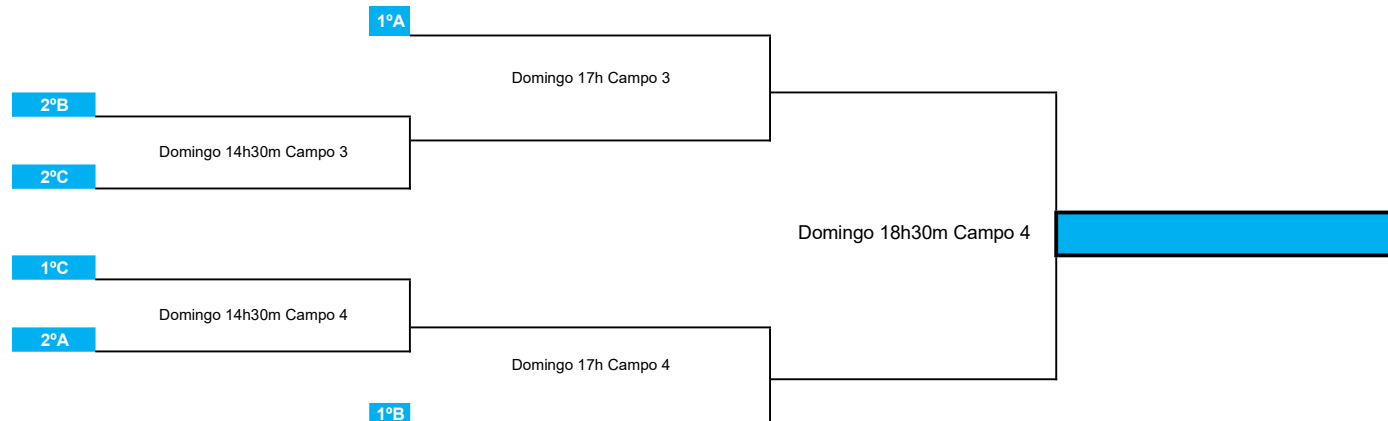 1ºA
Domingo 17h Campo 3
2ºB
Domingo 14h30m Campo 3
2ºC
Domingo 18h30m Campo 4
1ºC
Domingo 14h30m Campo 4
2ºA
Domingo 17h Campo 4
1ºB